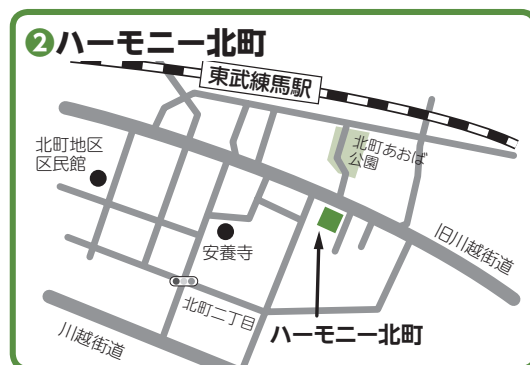 ❷ハーモニー北町
東武練馬駅
北町地区
区民館
北町あおば
公園
安養寺
旧川越街道
北町二丁目
川越街道
ハーモニー北町